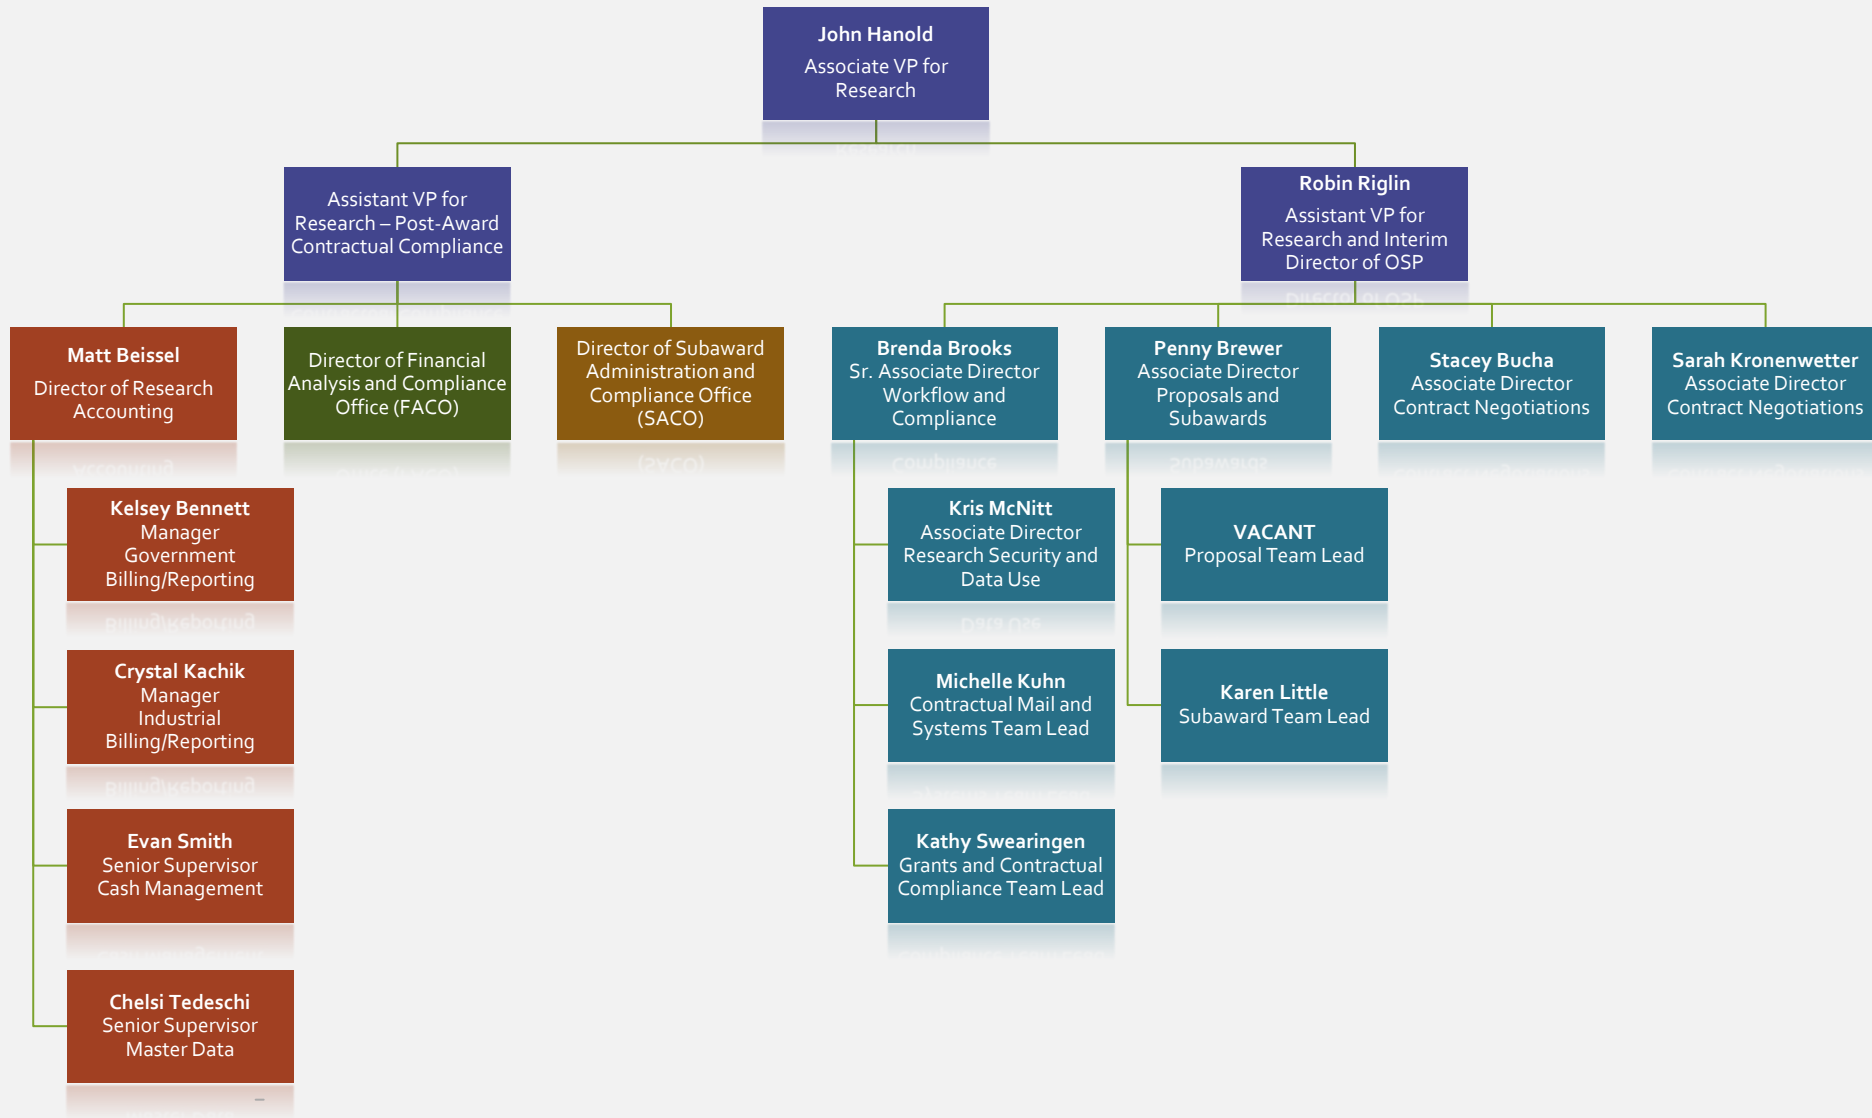 John Hanold
Associate VP for
Research
Assistant VP for
Research – Post-Award
Contractual Compliance
Robin Riglin
Assistant VP for
Research and Interim
Director of OSP
Matt Beissel
Director of Research
Accounting
Director of Financial
Analysis and Compliance
Office (FACO)
Director of Subaward
Administration and
Compliance Office
(SACO)
Brenda Brooks
Sr. Associate Director
Workflow and
Compliance
Penny Brewer
Associate Director
Proposals and
Subawards
Stacey Bucha
Associate Director
Contract Negotiations
Sarah Kronenwetter
Associate Director
Contract Negotiations
Kelsey Bennett
Manager
Government
Billing/Reporting
Kris McNitt
Associate Director
Research Security and
Data Use
VACANT
Proposal Team Lead
Crystal Kachik
Manager
Industrial
Billing/Reporting
Michelle Kuhn
Contractual Mail and
Systems Team Lead
Karen Little
Subaward Team Lead
Evan Smith
Senior Supervisor
Cash Management
Kathy Swearingen
Grants and Contractual
Compliance Team Lead
Chelsi Tedeschi
Senior Supervisor
Master Data